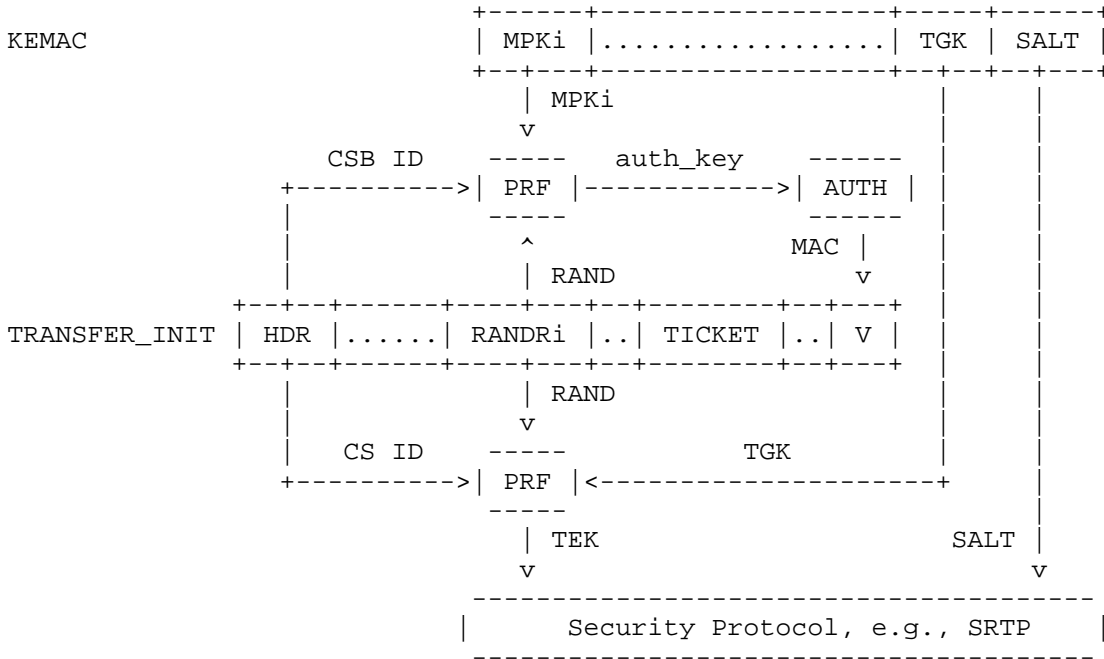 KEMAC | MPKi |..................| TGK | SALT |
MPKi
CSB ID auth_key
PRF AUTH
MAC
RAND
TRANSFER_INIT | HDR |......| RANDRi |..| TICKET |..| V |
RAND
CS ID TGK
PRF
TEK SALT
Security Protocol, e.g., SRTP